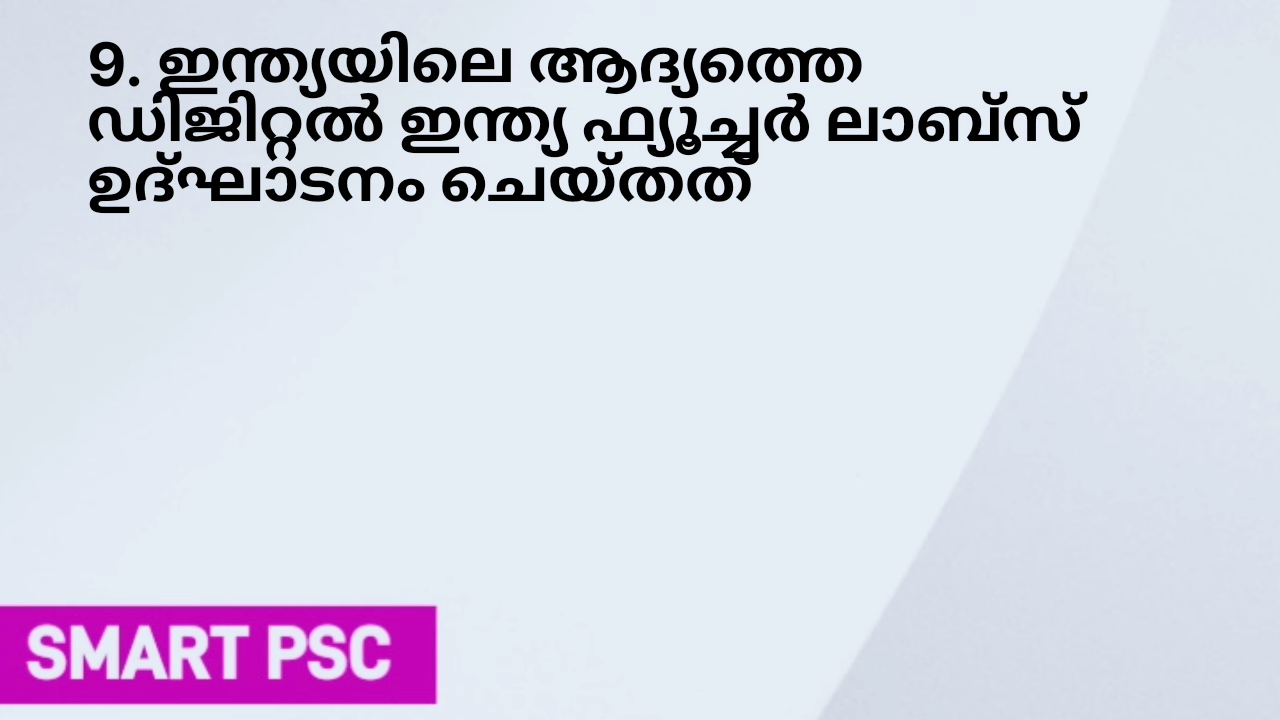 9. ഇന്ത്യയിലെ ആദ്യത്തെ
ഡിജിറ്റൽ ഇന്ത്യ ഫ്യൂച്ചർ ലാബ്സ്
ഉദ്ഘാടനം ചെയ്തത്
SMART PSC